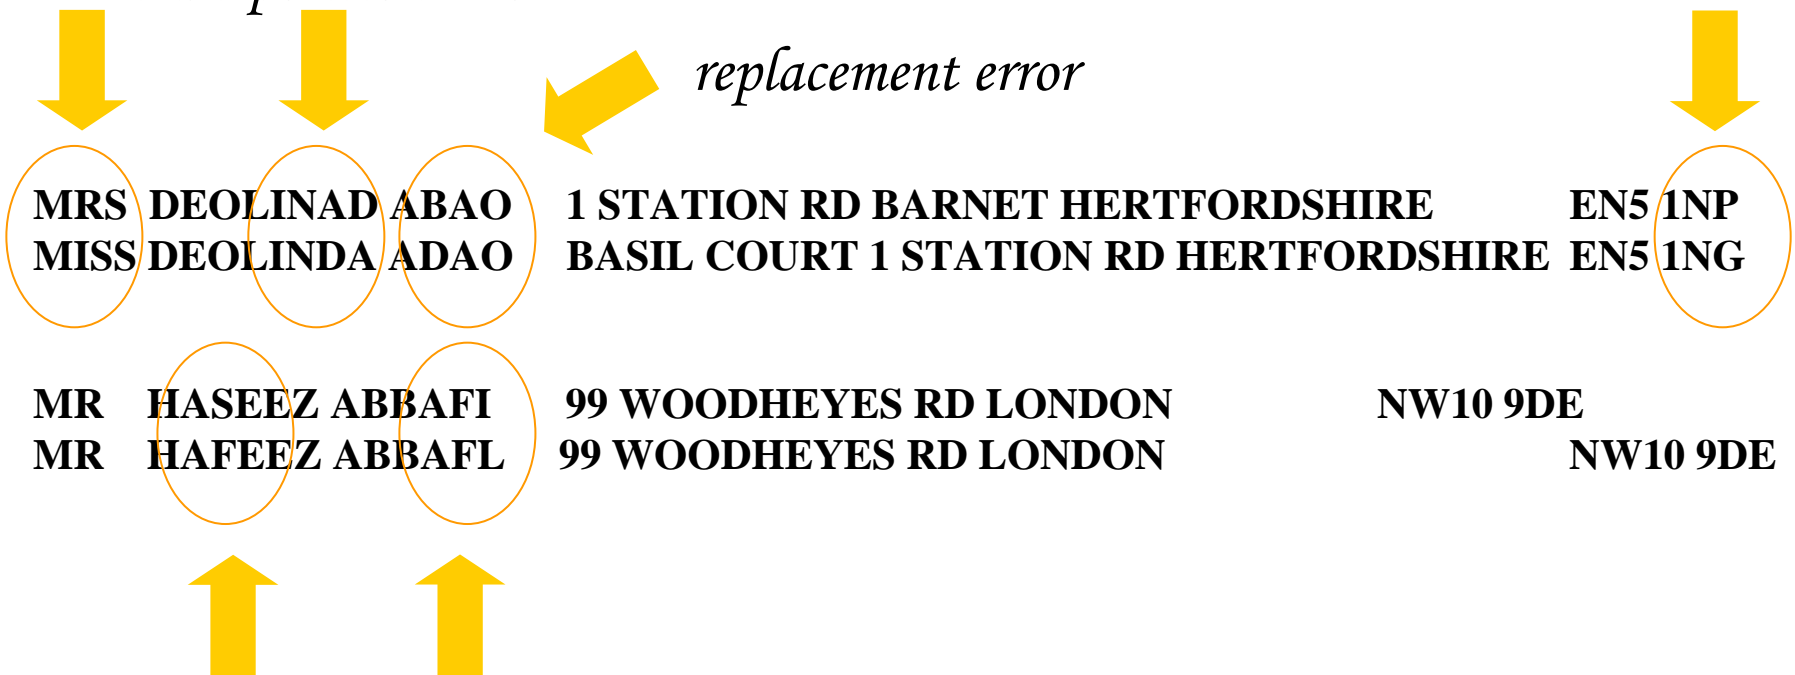 replacement error
MRS DEOLINAD ABAO 1 STATION RD BARNET HERTFORDSHIRE EN5 1NP
MISS DEOLINDA ADAO BASIL COURT 1 STATION RD HERTFORDSHIRE EN5 1NG
MR HASEEZ ABBAFI 99 WOODHEYES RD LONDON NW10 9DE
MR HAFEEZ ABBAFL 99 WOODHEYES RD LONDON NW10 9DE